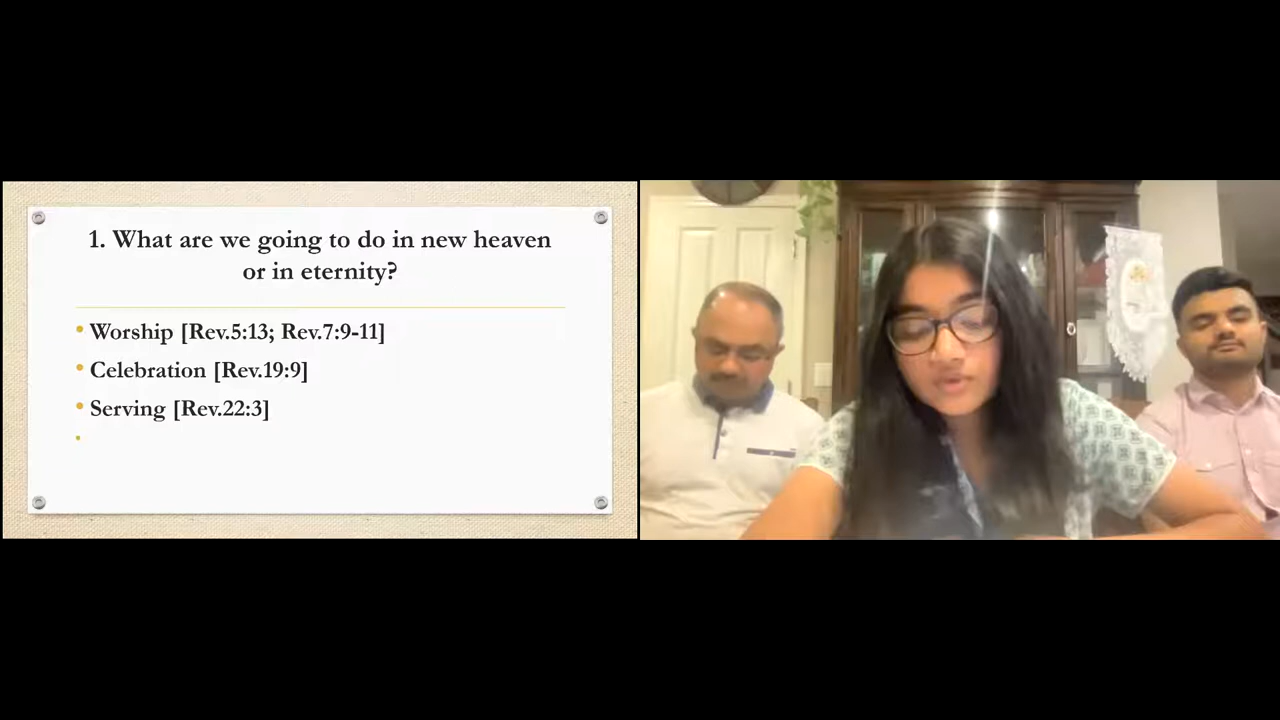 1. What are we going to do in new heaven
or in eternity?
• Worship [Rev.5:13; Rev.7:9-11]
• Celebration [Rev.19:9]
• Serving [Rev.22:3]
•